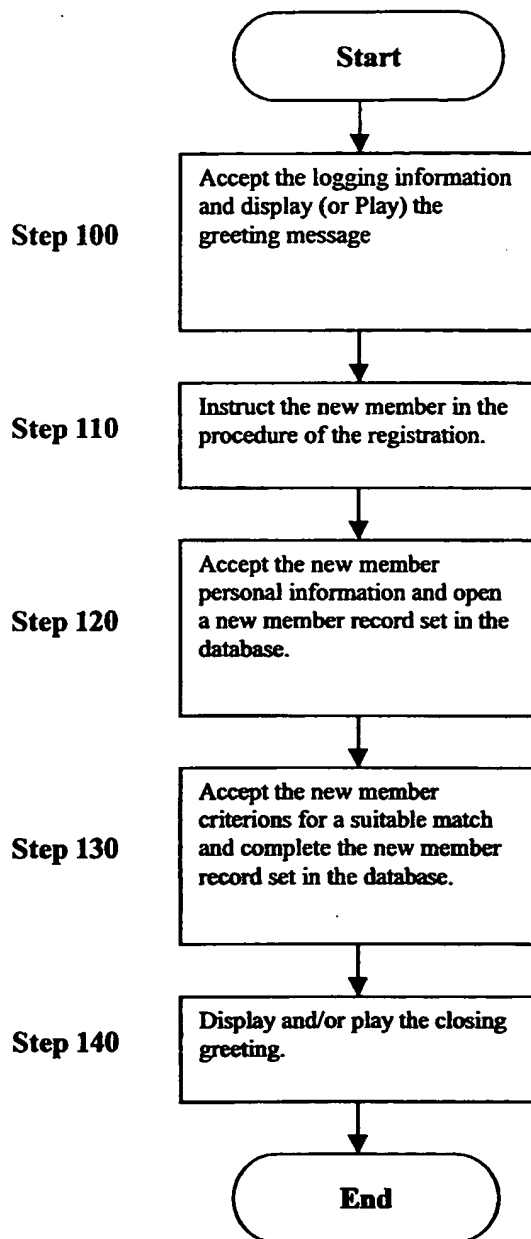 Start
Step 100
Accept the logging information
and display (or Play) the
greeting message
Step 110
Instruct the new member in the
procedure of the registration.
Step 120
Accept the new member
personal information and open
a new member record set in the
database.
Step 130
Accept the new member
criterions for a suitable match
and complete the new member
record set in the database.
Step 140
Display and/or play the closing
greeting.
End